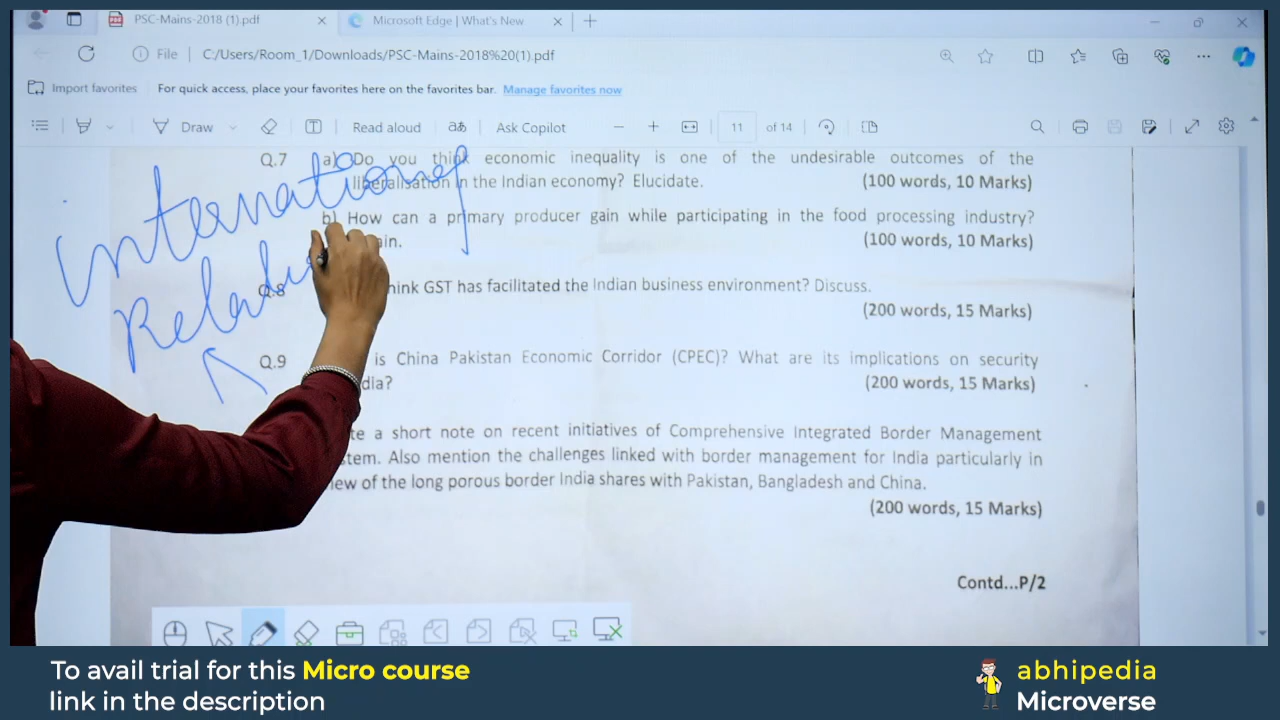 PSC-Mains-2018 (1).pdf
Microsoft Edge | What's New
File
C:/Users/Room_1/Downloads/PSC-Mains-2018%20(1).pdf
Import favorites
For quick access, place your favorites here on the favorites bar. Manage favorites now
Draw
Read aloud
Ask Copilot
11 of 14
Q.7 a) Do you think economic inequality is one of the undesirable outcomes of the
liberalisation in the Indian economy? Elucidate. (100 words, 10 Marks)
b) How can a primary producer gain while participating in the food processing industry?
ain. (100 words, 10 Marks)
international
Relatio
Q.8 hink GST has facilitated the Indian business environment? Discuss.
(200 words, 15 Marks)
Q.9 is China Pakistan Economic Corridor (CPEC)? What are its implications on security
dia? (200 words, 15 Marks)
te a short note on recent initiatives of Comprehensive Integrated Border Management
stem. Also mention the challenges linked with border management for India particularly in
iew of the long porous border India shares with Pakistan, Bangladesh and China.
(200 words, 15 Marks)
Contd...P/2
To avail trial for this Micro course
link in the description
abhipedia
Microverse